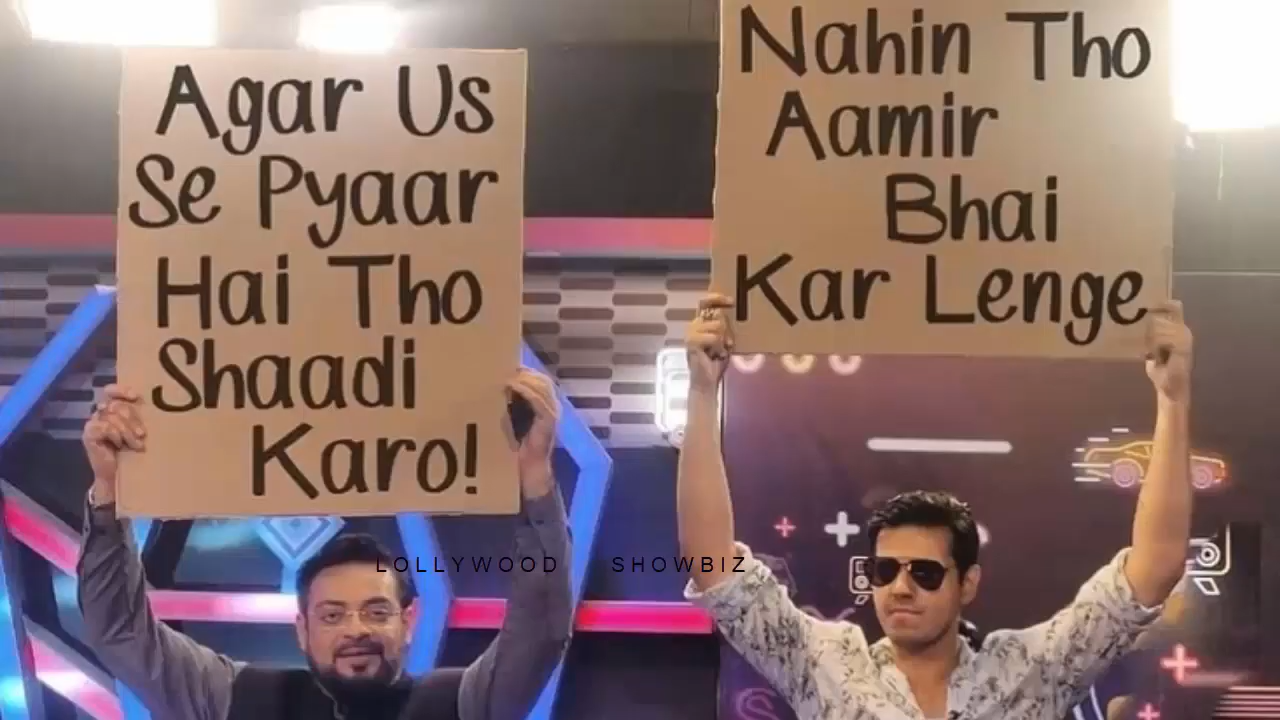 Agar Us
Se Pyaar
Hai Tho
Shaadi
Karo!
Nahin Tho
Aamir
Bhai
Kar Lenge
LOLLYWOOD SHOWBIZ